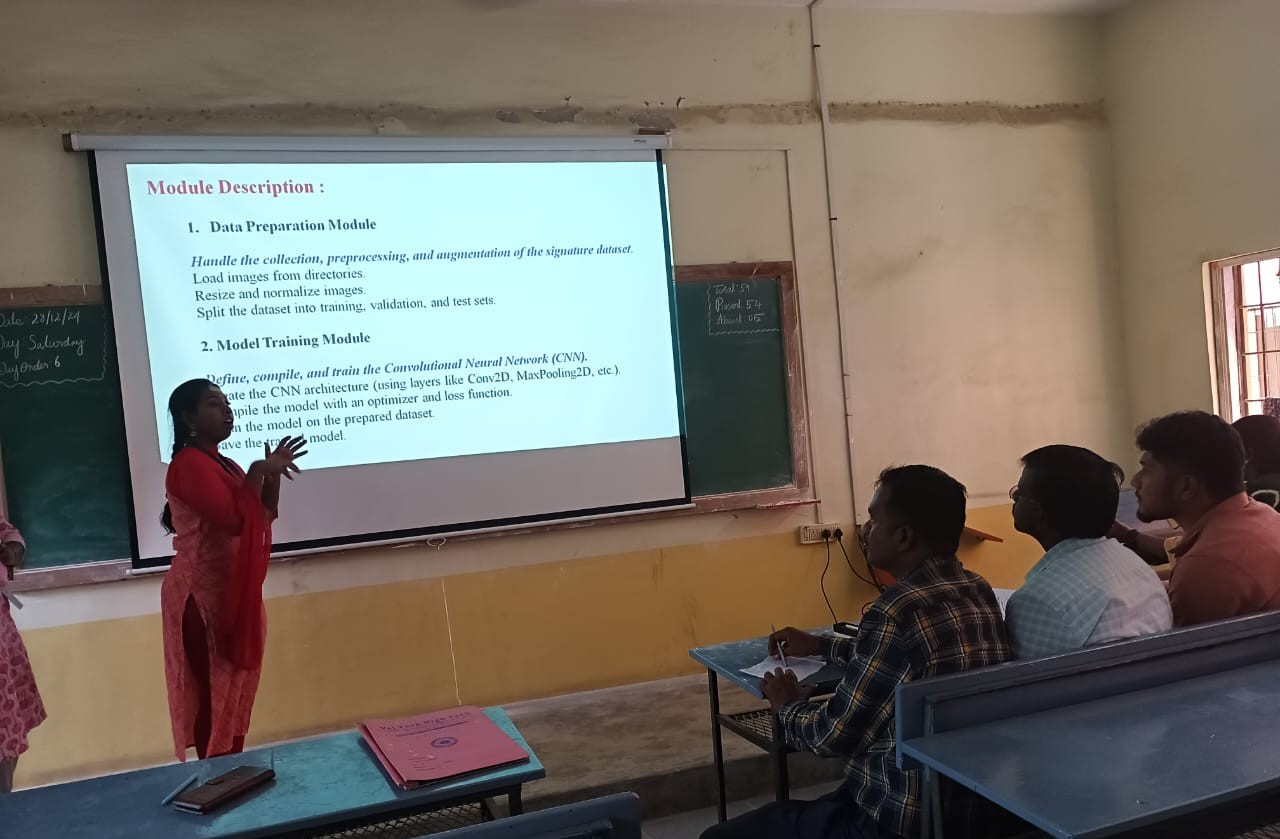 Module Description :
1. Data Preparation Module
Handle the collection, preprocessing, and augmentation of the signature dataset.
Load images from directories.
Resize and normalize images.
Split the dataset into training, validation, and test sets.
2. Model Training Module
Define, compile, and train the Convolutional Neural Network (CNN).
the CNN architecture (using layers like Conv2D, MaxPooling2D, etc.).
the model with an optimizer and loss function.
the model on the prepared dataset.
the model.
Date: 28/12/24
Day: Saturday
Day Order: 6
Total: 59
Present: 54
Absent: 05